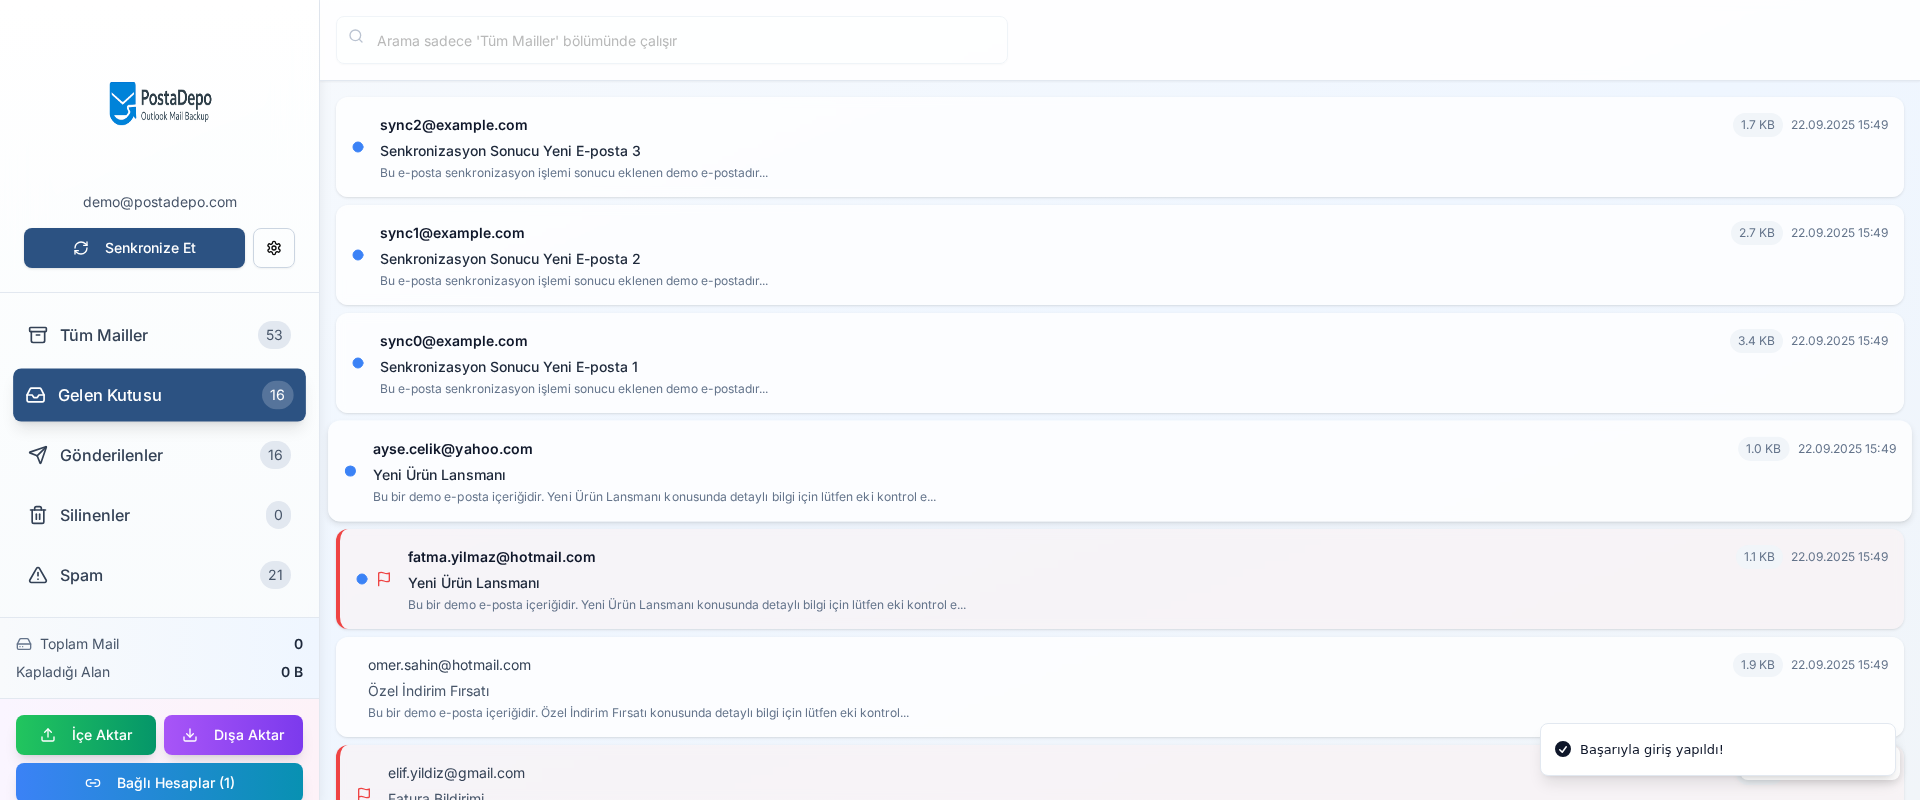 PostaDepo
Outlook Mail Backup
demo@postadepo.com
Senkronize Et
Tüm Mailler 53
Gelen Kutusu 16
Gönderilenler 16
Silinenler 0
Spam 21
Toplam Mail 0
Kapladığı Alan 0 B
İçe Aktar
Dışa Aktar
Bağlı Hesaplar (1)
Arama sadece 'Tüm Mailler' bölümünde çalışır
sync2@example.com 1.7 KB 22.09.2025 15:49
Senkronizasyon Sonucu Yeni E-posta 3
Bu e-posta senkronizasyon işlemi sonucu eklenen demo e-postadır...
sync1@example.com 2.7 KB 22.09.2025 15:49
Senkronizasyon Sonucu Yeni E-posta 2
Bu e-posta senkronizasyon işlemi sonucu eklenen demo e-postadır...
sync0@example.com 3.4 KB 22.09.2025 15:49
Senkronizasyon Sonucu Yeni E-posta 1
Bu e-posta senkronizasyon işlemi sonucu eklenen demo e-postadır...
ayse.celik@yahoo.com 1.0 KB 22.09.2025 15:49
Yeni Ürün Lansmanı
Bu bir demo e-posta içeriğidir. Yeni Ürün Lansmanı konusunda detaylı bilgi için lütfen eki kontrol e...
fatma.yilmaz@hotmail.com 1.1 KB 22.09.2025 15:49
Yeni Ürün Lansmanı
Bu bir demo e-posta içeriğidir. Yeni Ürün Lansmanı konusunda detaylı bilgi için lütfen eki kontrol e...
omer.sahin@hotmail.com 1.9 KB 22.09.2025 15:49
Özel İndirim Fırsatı
Bu bir demo e-posta içeriğidir. Özel İndirim Fırsatı konusunda detaylı bilgi için lütfen eki kontrol...
elif.yildiz@gmail.com
Fatura Bildirimi
Başarıyla giriş yapıldı!